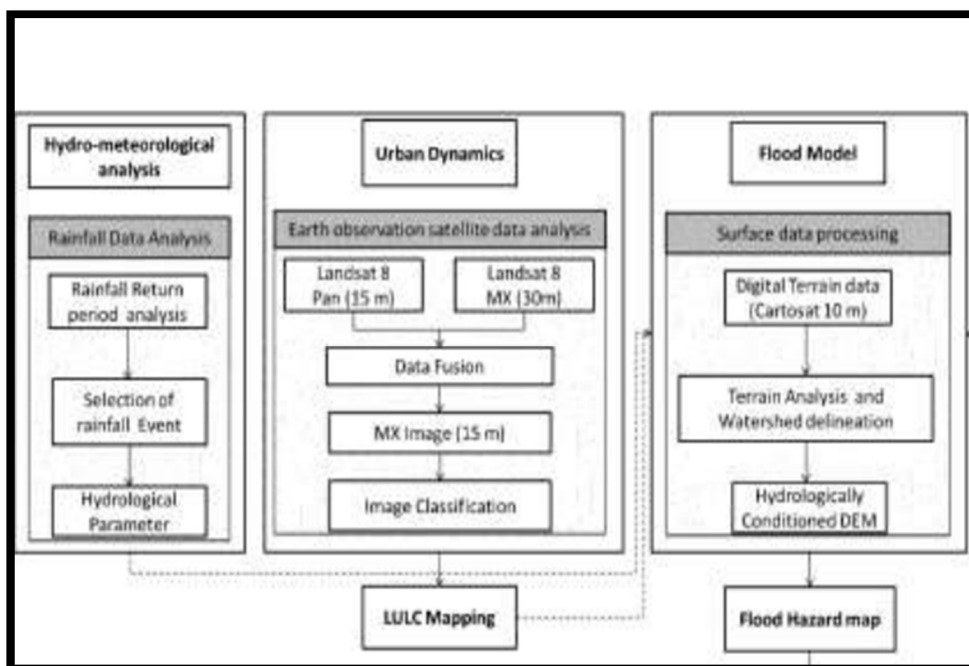 Hydro-meteorological
analysis
Rainfall Data Analysis
Rainfall Return
period analysis
Selection of
rainfall Event
Hydrological
Parameter
Urban Dynamics
Earth observation satellite data analysis
Landsat 8
Pan (15 m)
Landsat 8
MX (30m)
Data Fusion
MX Image (15 m)
Image Classification
LULC Mapping
Flood Model
Surface data processing
Digital Terrain data
(Cartosat 10 m)
Terrain Analysis and
Watershed delineation
Hydrologically
Conditioned DEM
Flood Hazard map